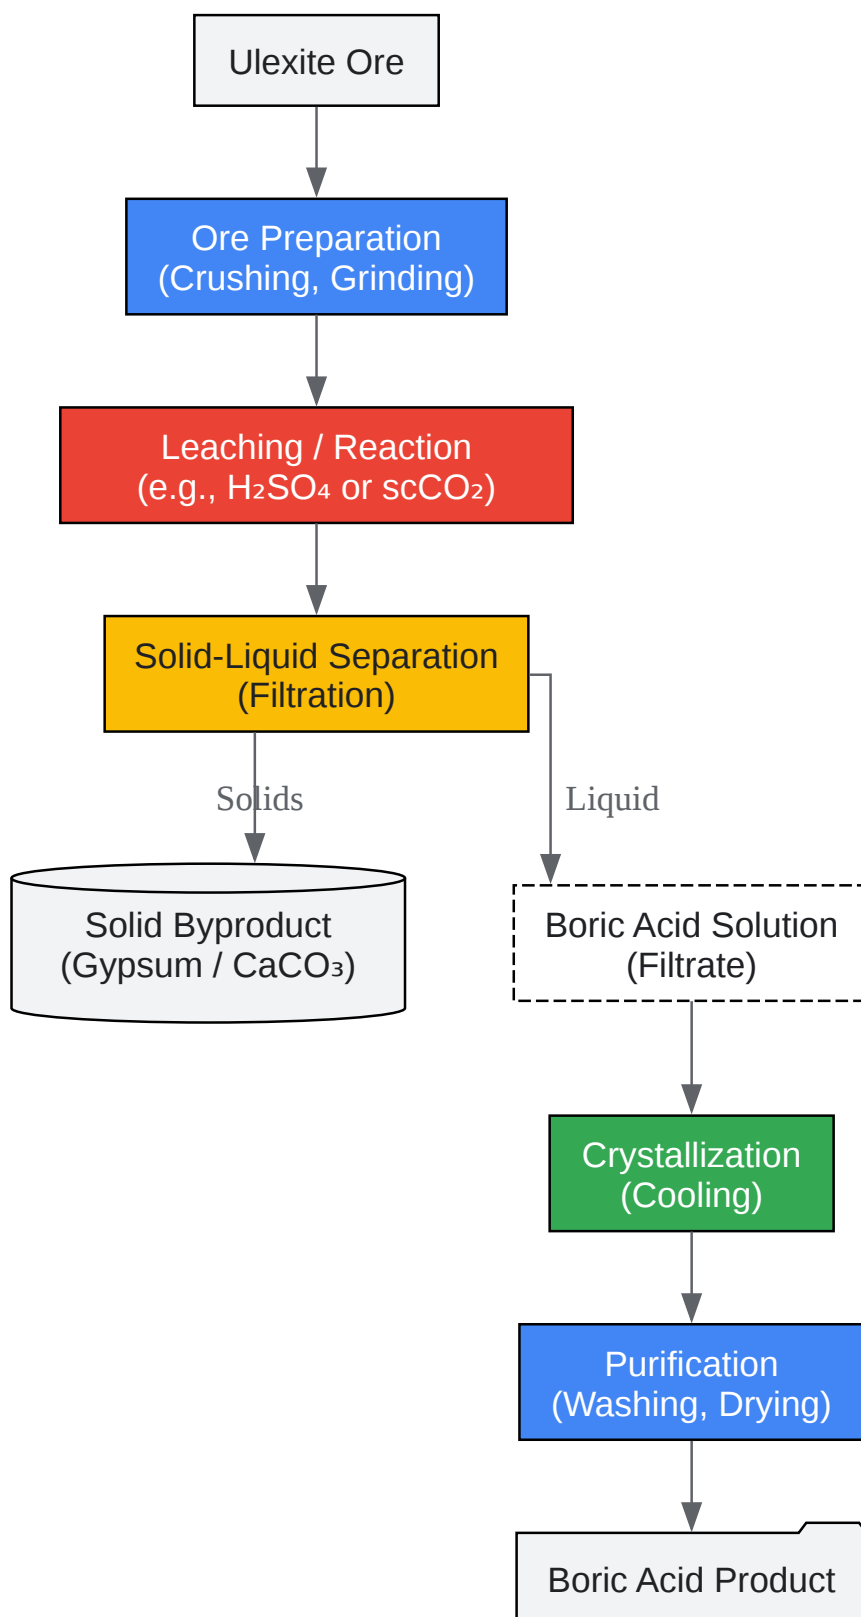 Ulexite Ore
Ore Preparation
(Crushing, Grinding)
Leaching / Reaction
(e.g., H₂SO₄ or scCO₂)
Solid-Liquid Separation
(Filtration)
Solids
Liquid
Solid Byproduct
(Gypsum / CaCO₃)
Boric Acid Solution
(Filtrate)
Crystallization
(Cooling)
Purification
(Washing, Drying)
Boric Acid Product